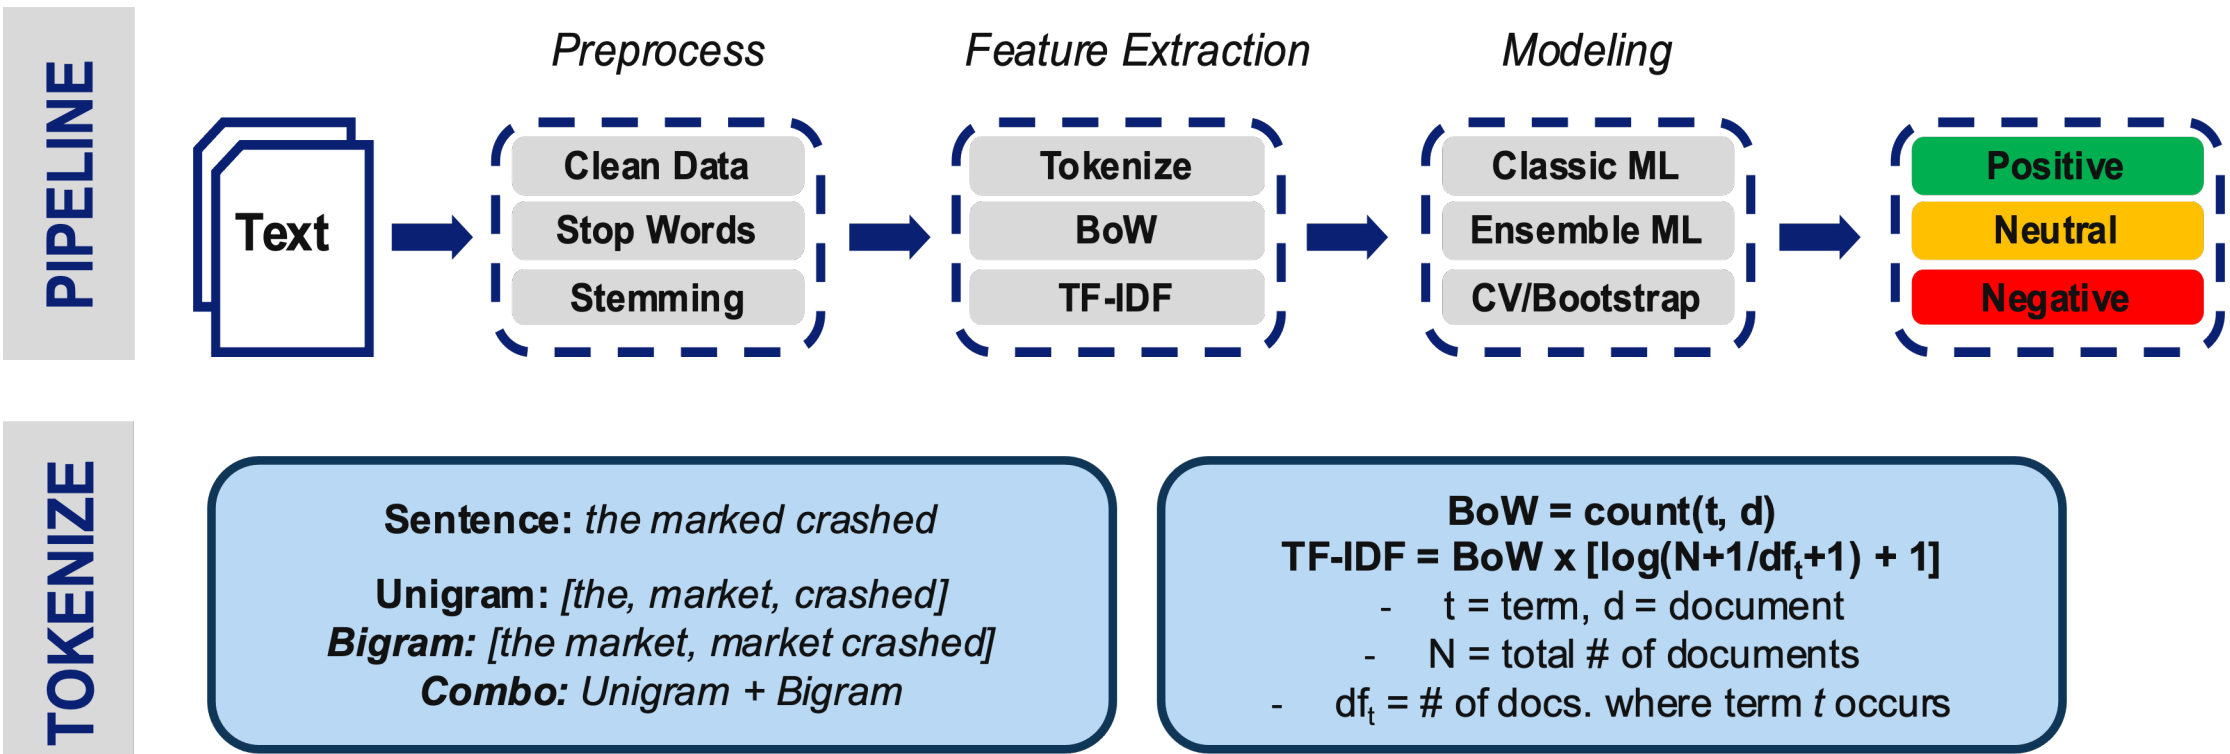 PIPELINE
Preprocess
Feature Extraction
Modeling
Text
Clean Data
Stop Words
Stemming
Tokenize
BoW
TF-IDF
Classic ML
Ensemble ML
CV/Bootstrap
Positive
Neutral
Negative
TOKENIZE
Sentence: the marked crashed
Unigram: [the, market, crashed]
Bigram: [the market, market crashed]
Combo: Unigram + Bigram
BoW = count(t, d)
TF-IDF = BoW x [log(N+1/dfₜ+1) + 1]
- t = term, d = document
- N = total # of documents
- dfₜ = # of docs. where term t occurs